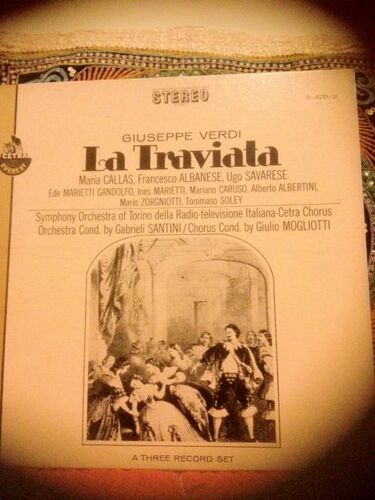 STEREO
CETRA
GIUSEPPE VERDI
La Traviata
Maria CALLAS, Francesco ALBANESE, Ugo SAVARESE
Ede MARIETTI GANDOLFO, Ines MARIETTI, Mariano CARUSO, Alberto ALBERTINI,
Mario ZORGNIOTTI, Tommaso SOLEY
Symphony Orchestra of Torino della Radio-televisione Italiana-Cetra Chorus
Orchestra Cond. by Gabrieli SANTINI/Chorus Cond. by Giulio MOGLIOTTI
A THREE RECORD SET